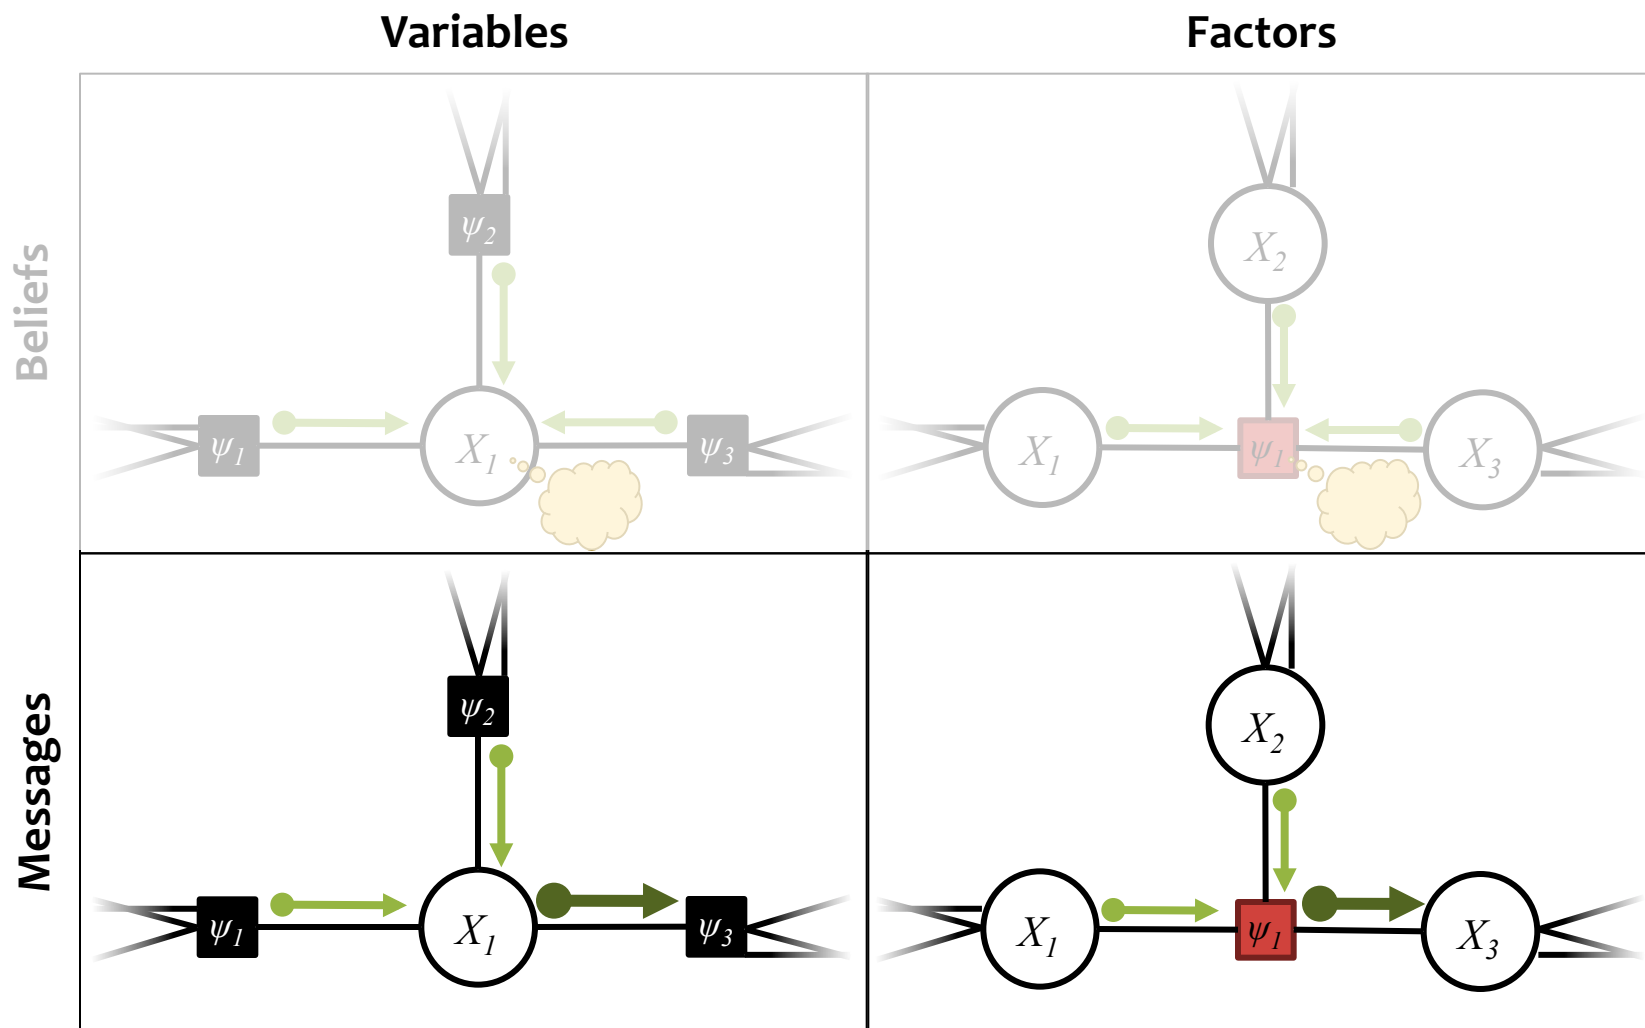 Variables
Factors
Beliefs
ψ2
ψ1
X1
ψ3
X2
X1
ψ1
X3
Messages
ψ2
ψ1
X1
ψ3
X2
X1
ψ1
X3